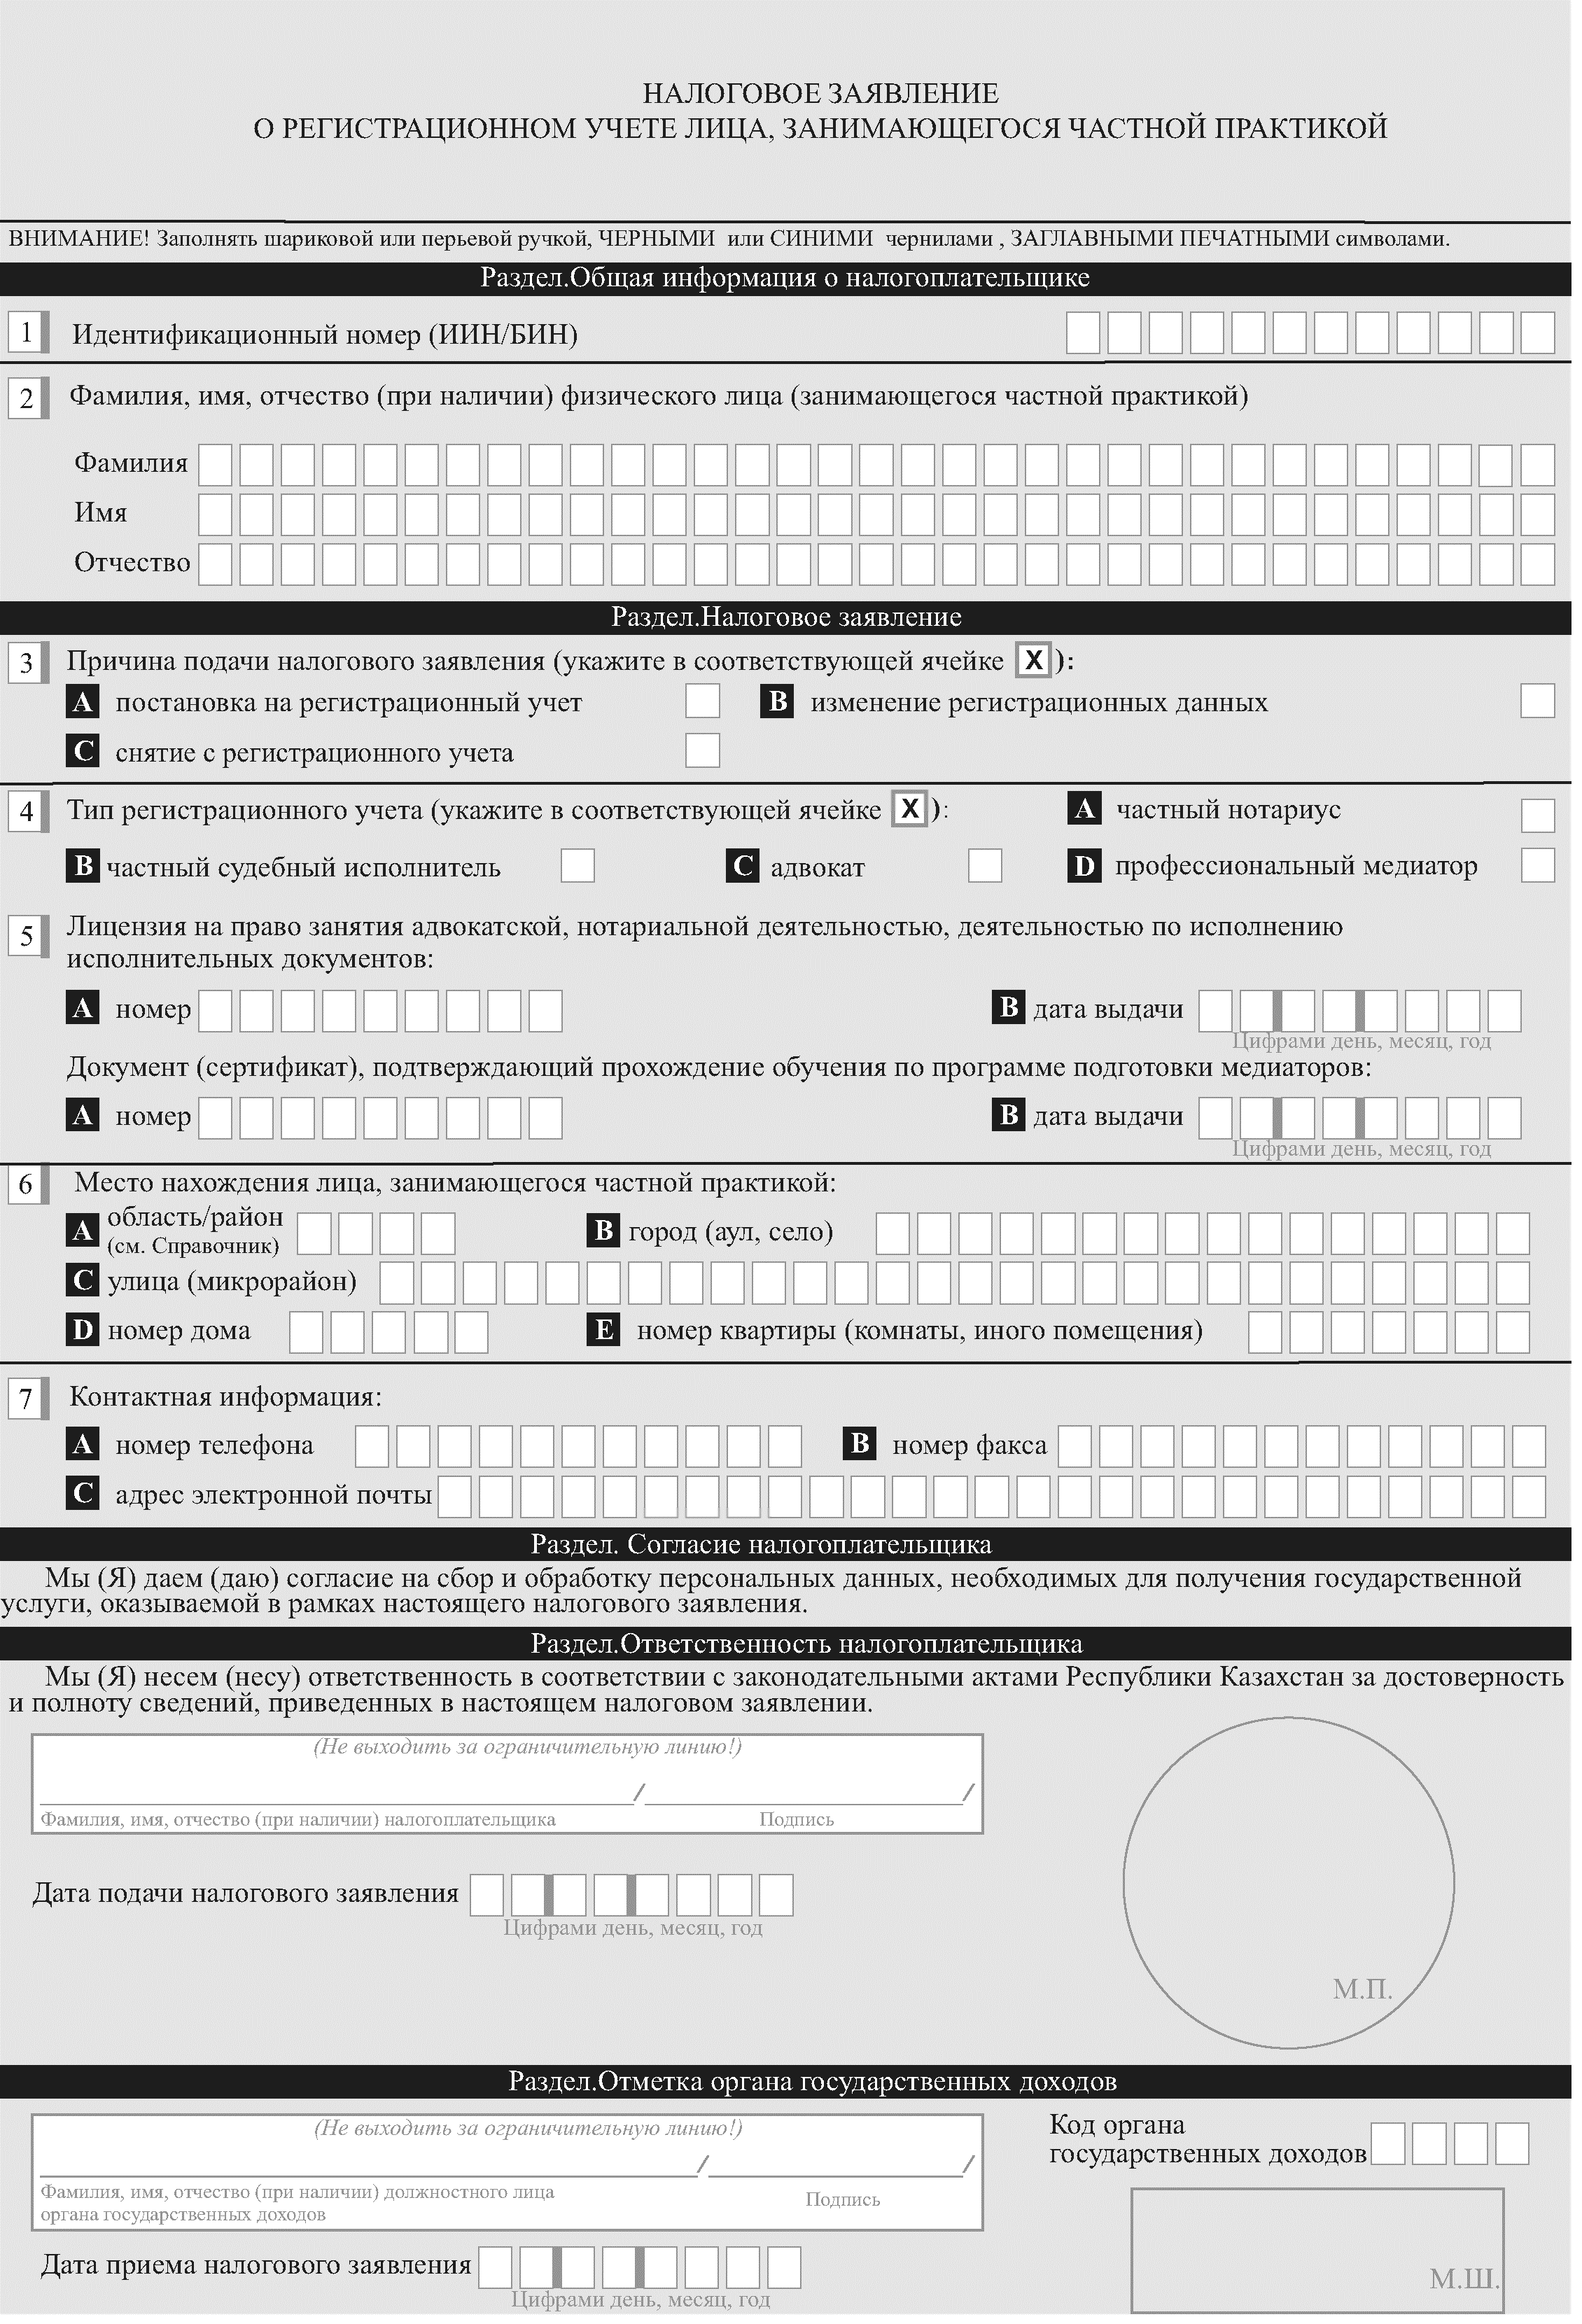 НАЛОГОВОЕ ЗАЯВЛЕНИЕ
О РЕГИСТРАЦИОННОМ УЧЕТЕ ЛИЦА, ЗАНИМАЮЩЕГОСЯ ЧАСТНОЙ ПРАКТИКОЙ
ВНИМАНИЕ! Заполнять шариковой или перьевой ручкой, ЧЕРНЫМИ или СИНИМИ чернилами , ЗАГЛАВНЫМИ ПЕЧАТНЫМИ символами.
Раздел.Общая информация о налогоплательщике
1 Идентификационный номер (ИИН/БИН)
2 Фамилия, имя, отчество (при наличии) физического лица (занимающегося частной практикой)
Фамилия
Имя
Отчество
Раздел.Налоговое заявление
3 Причина подачи налогового заявления (укажите в соответствующей ячейке X ):
A постановка на регистрационный учет B изменение регистрационных данных
C снятие с регистрационного учета
4 Тип регистрационного учета (укажите в соответствующей ячейке X ): A частный нотариус
B частный судебный исполнитель C адвокат D профессиональный медиатор
5 Лицензия на право занятия адвокатской, нотариальной деятельностью, деятельностью по исполнению
исполнительных документов:
A номер B дата выдачи
Цифрами день, месяц, год
Документ (сертификат), подтверждающий прохождение обучения по программе подготовки медиаторов:
A номер B дата выдачи
Цифрами день, месяц, год
6 Место нахождения лица, занимающегося частной практикой:
A область/район B город (аул, село)
(см. Справочник)
C улица (микрорайон)
D номер дома E номер квартиры (комнаты, иного помещения)
7 Контактная информация:
A номер телефона B номер факса
C адрес электронной почты
Раздел. Согласие налогоплательщика
Мы (Я) даем (даю) согласие на сбор и обработку персональных данных, необходимых для получения государственной
услуги, оказываемой в рамках настоящего налогового заявления.
Раздел.Ответственность налогоплательщика
Мы (Я) несем (несу) ответственность в соответствии с законодательными актами Республики Казахстан за достоверность
и полноту сведений, приведенных в настоящем налоговом заявлении.
(Не выходить за ограничительную линию!)
/ /
Фамилия, имя, отчество (при наличии) налогоплательщика Подпись
Дата подачи налогового заявления
Цифрами день, месяц, год
М.П.
Раздел.Отметка органа государственных доходов
(Не выходить за ограничительную линию!)
Код органа
государственных доходов
/ /
Фамилия, имя, отчество (при наличии) должностного лица Подпись
органа государственных доходов
Дата приема налогового заявления
Цифрами день, месяц, год
М.Ш.